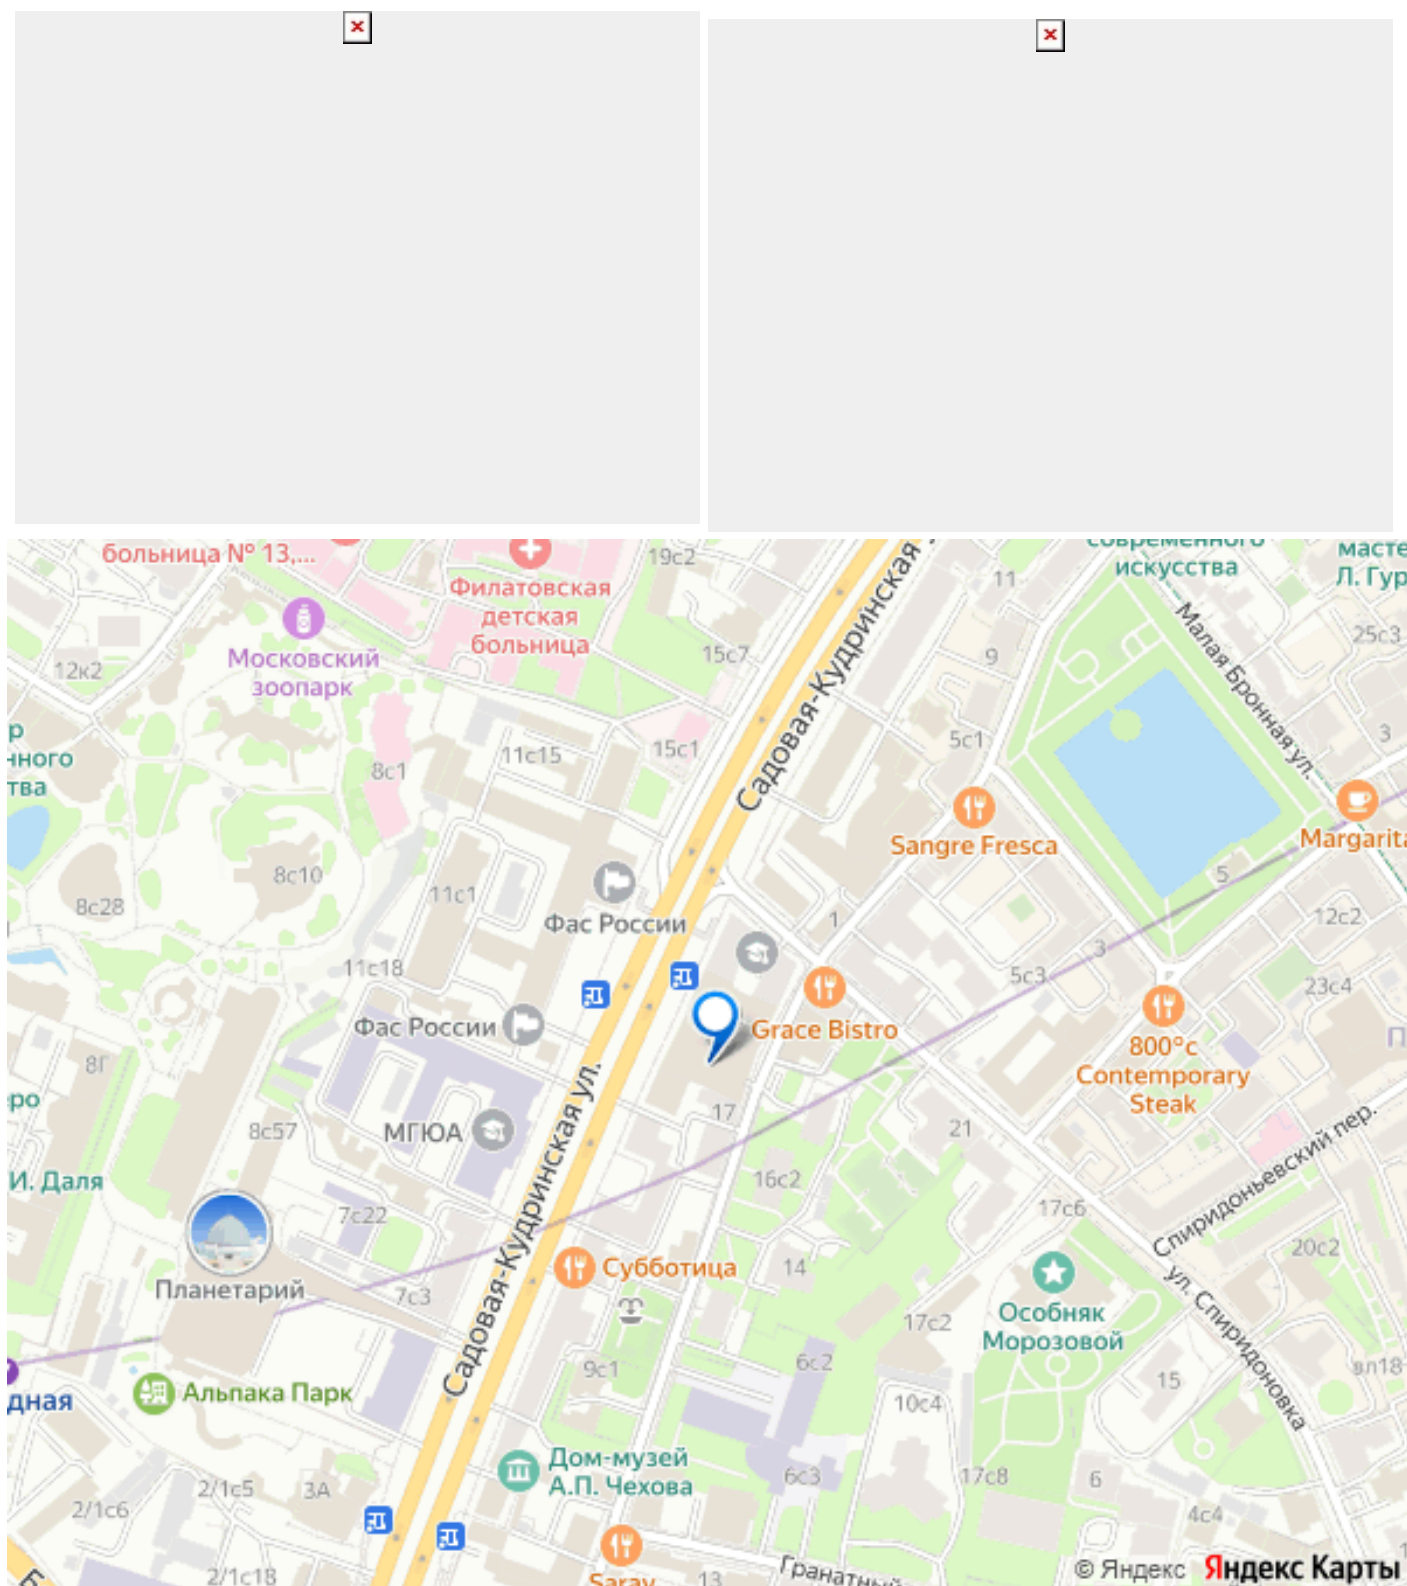 больница № 13,...
Филатовская
детская
больница
19с2
Садовая-Кудринская
11
искусства
Л. Гур
Московский
зоопарк
12к2
15с7
9
Малая Бронная ул.
25с3
11с15
15с1
8с1
5с1
3
Sangre Fresca
Margarita
8с10
8с28
11с1
Фас России
1
5
12с2
11с18
3
5с3
23с4
Фас России
Grace Bistro
800°с
Contemporary
Steak
8Г
17
МГЮА
8с57
21
Садовая-Кудринская ул.
И. Даля
16с2
7с22
17с6
Спиридоньевский пер.
Планетарий
7с3
Субботица
14
20с2
Особняк
Морозовой
17с2
ул. Спиридоновка
6с2
9с1
15
вл18
дная
Альпака Парк
10с4
Дом-музей
А.П. Чехова
6с3
17с8
6
2/1с5
3А
2/1с6
4с4
2/1с18
Saray
13
Гранатный
© Яндекс Яндекс Карты